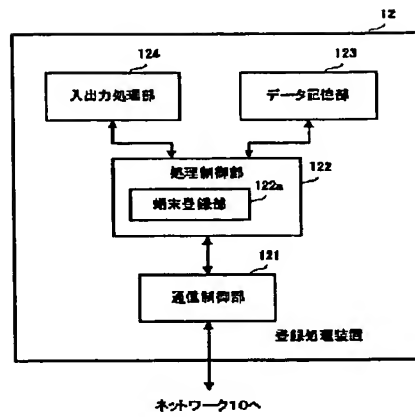 12
124
123
入出力処理部
データ記憶部
処理制御部
122
端末登録部
122a
121
通信制御部
登録処理装置
ネットワーク10へ